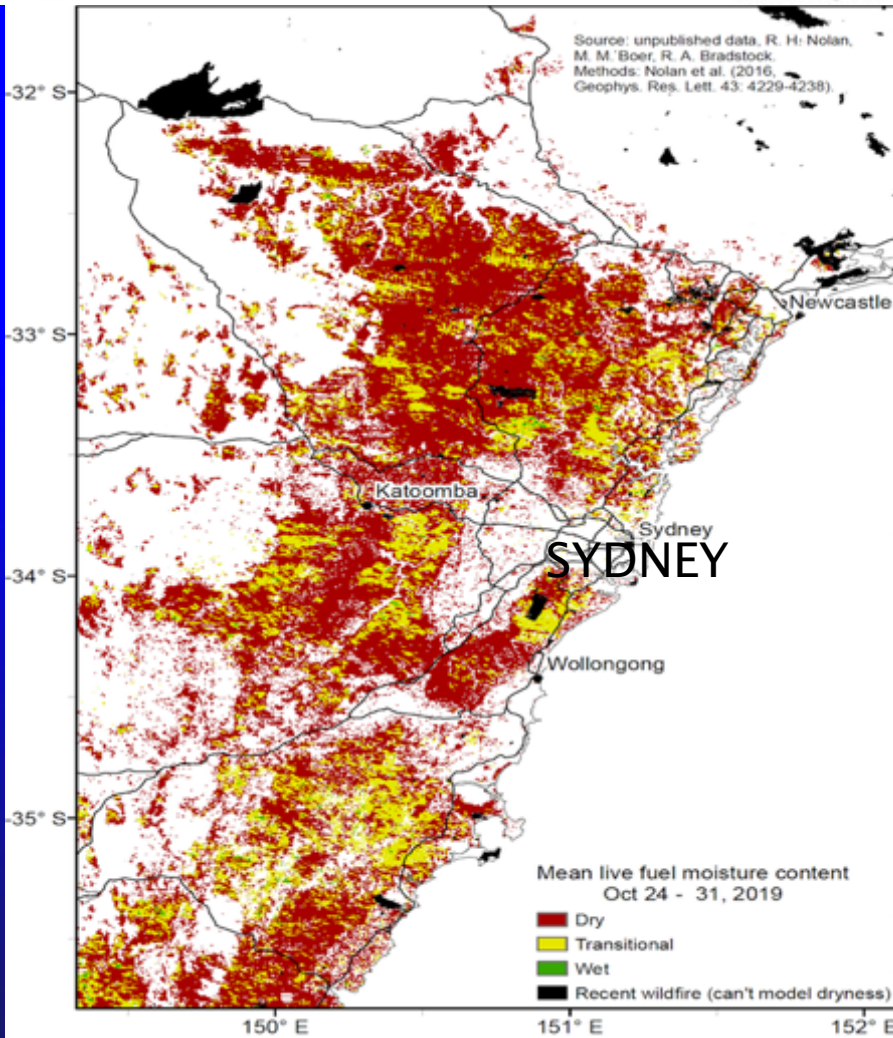 Source: unpublished data, R. H. Nolan,
M. M. Boer, R. A. Bradstock.
Methods: Nolan et al. (2016,
Geophys. Res. Lett. 43: 4229-4238).
-32° S
Newcastle
-33° S
Katoomba
Sydney
SYDNEY
-34° S
Wollongong
-35° S
Mean live fuel moisture content
Oct 24 - 31, 2019
Dry
Transitional
Wet
Recent wildfire (can't model dryness)
150° E
151° E
152° E